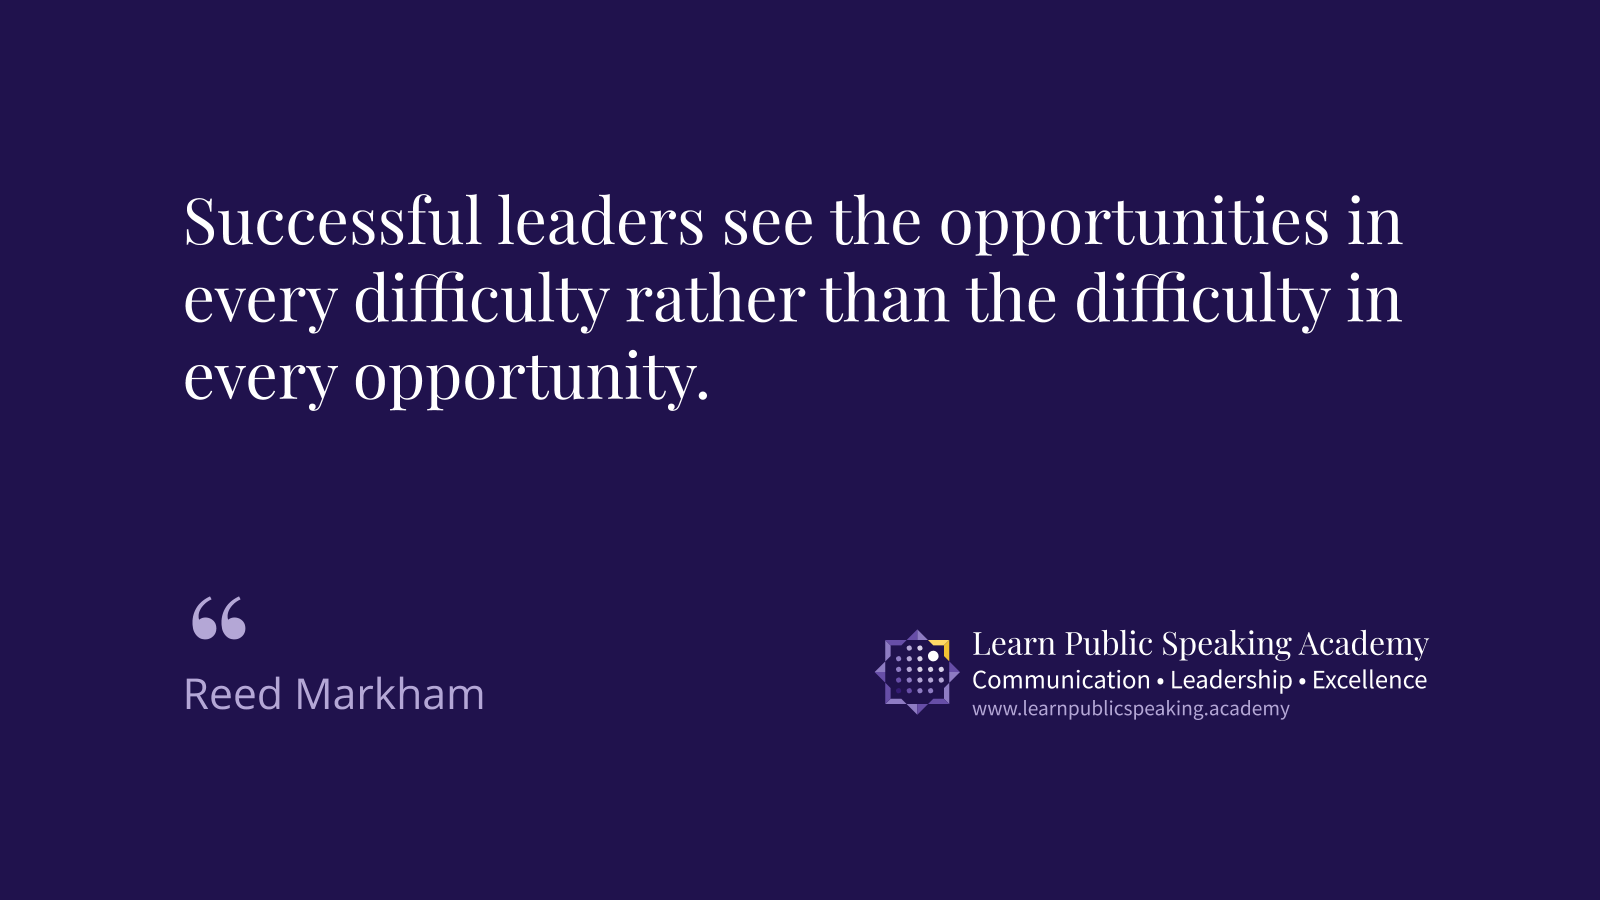 Successful leaders see the opportunities in
every difficulty rather than the difficulty in
every opportunity.
“
Reed Markham
Learn Public Speaking Academy
Communication • Leadership • Excellence
www.learnpublicspeaking.academy